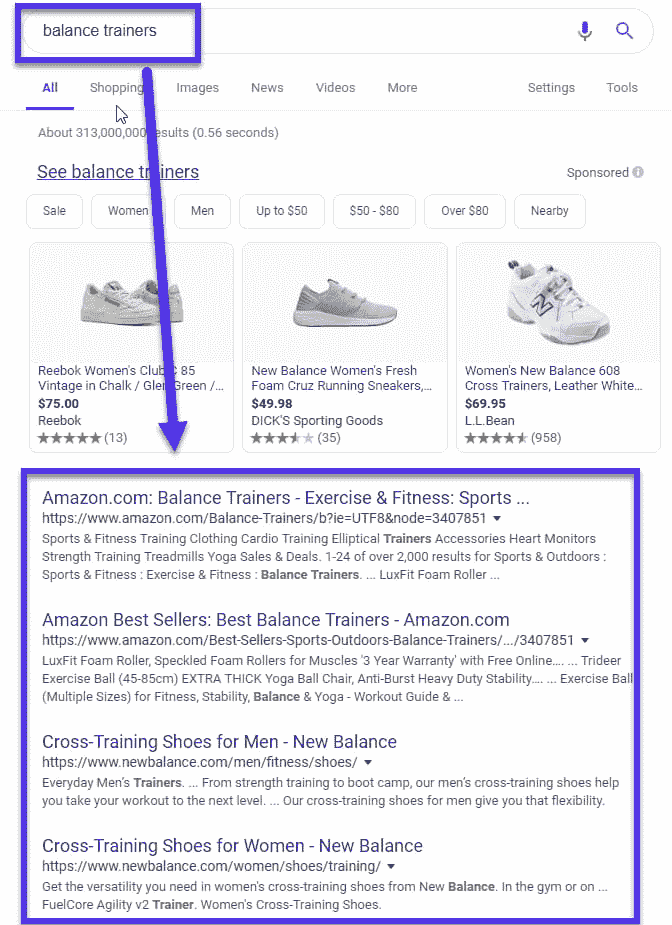 balance trainers
All Shopping Images News Videos More Settings Tools
About 313,000,000 results (0.56 seconds)
See balance trainers Sponsored
Sale Women Men Up to $50 $50 - $80 Over $80 Nearby
Reebok Women's Club C 85
Vintage in Chalk / Glen Green /...
$75.00
Reebok
(13)
New Balance Women's Fresh
Foam Cruz Running Sneakers,...
$49.98
DICK'S Sporting Goods
(35)
Women's New Balance 608
Cross Trainers, Leather White...
$69.95
L.L.Bean
(958)
Amazon.com: Balance Trainers - Exercise & Fitness: Sports ...
https://www.amazon.com/Balance-Trainers/b?ie=UTF8&node=3407851
Sports & Fitness Training Clothing Cardio Training Elliptical Trainers Accessories Heart Monitors
Strength Training Treadmills Yoga Sales & Deals. 1-24 of over 2,000 results for Sports & Outdoors :
Sports & Fitness : Exercise & Fitness : Balance Trainers. ... LuxFit Foam Roller ...
Amazon Best Sellers: Best Balance Trainers - Amazon.com
https://www.amazon.com/Best-Sellers-Sports-Outdoors-Balance-Trainers/.../3407851
LuxFit Foam Roller, Speckled Foam Rollers for Muscles '3 Year Warranty' with Free Online.... ... Trideer
Exercise Ball (45-85cm) EXTRA THICK Yoga Ball Chair, Anti-Burst Heavy Duty Stability.... ... Exercise Ball
(Multiple Sizes) for Fitness, Stability, Balance & Yoga - Workout Guide & ...
Cross-Training Shoes for Men - New Balance
https://www.newbalance.com/men/fitness/shoes/
Everyday Men's Trainers. ... From strength training to boot camp, our men's cross-training shoes help
you take your workout to the next level. ... Our cross-training shoes for men give you that flexibility.
Cross-Training Shoes for Women - New Balance
https://www.newbalance.com/women/shoes/training/
Get the versatility you need in women's cross-training shoes from New Balance. In the gym or on ...
FuelCore Agility v2 Trainer. Women's Cross-Training Shoes.